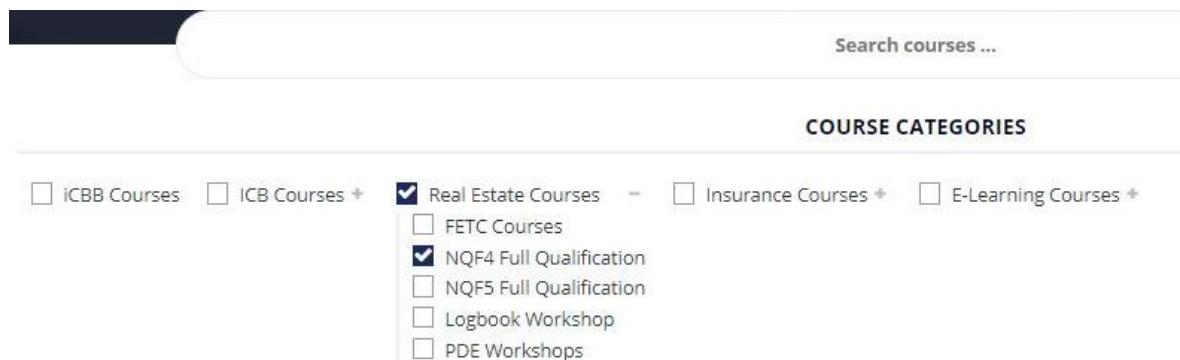 Search courses ...
COURSE CATEGORIES
iCBB Courses ICB Courses + Real Estate Courses − Insurance Courses + E-Learning Courses +
FETC Courses
NQF4 Full Qualification
NQF5 Full Qualification
Logbook Workshop
PDE Workshops